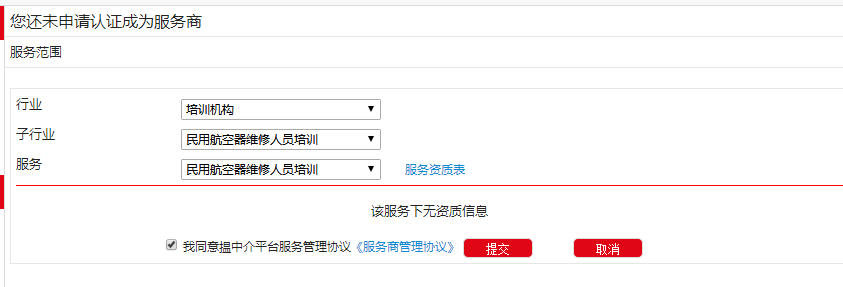 您还未申请认证成为服务商
服务范围
行业 培训机构
子行业 民用航空器维修人员培训
服务 民用航空器维修人员培训 服务资质表
该服务下无资质信息
我同意揾中介平台服务管理协议《服务商管理协议》 提交 取消